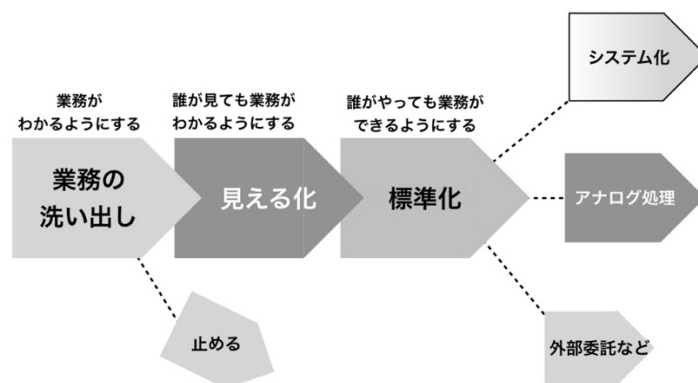 業務が
わかるようにする
業務の
洗い出し
誰が見ても業務が
わかるようにする
見える化
誰がやっても業務が
できるようにする
標準化
システム化
アナログ処理
外部委託など
止める